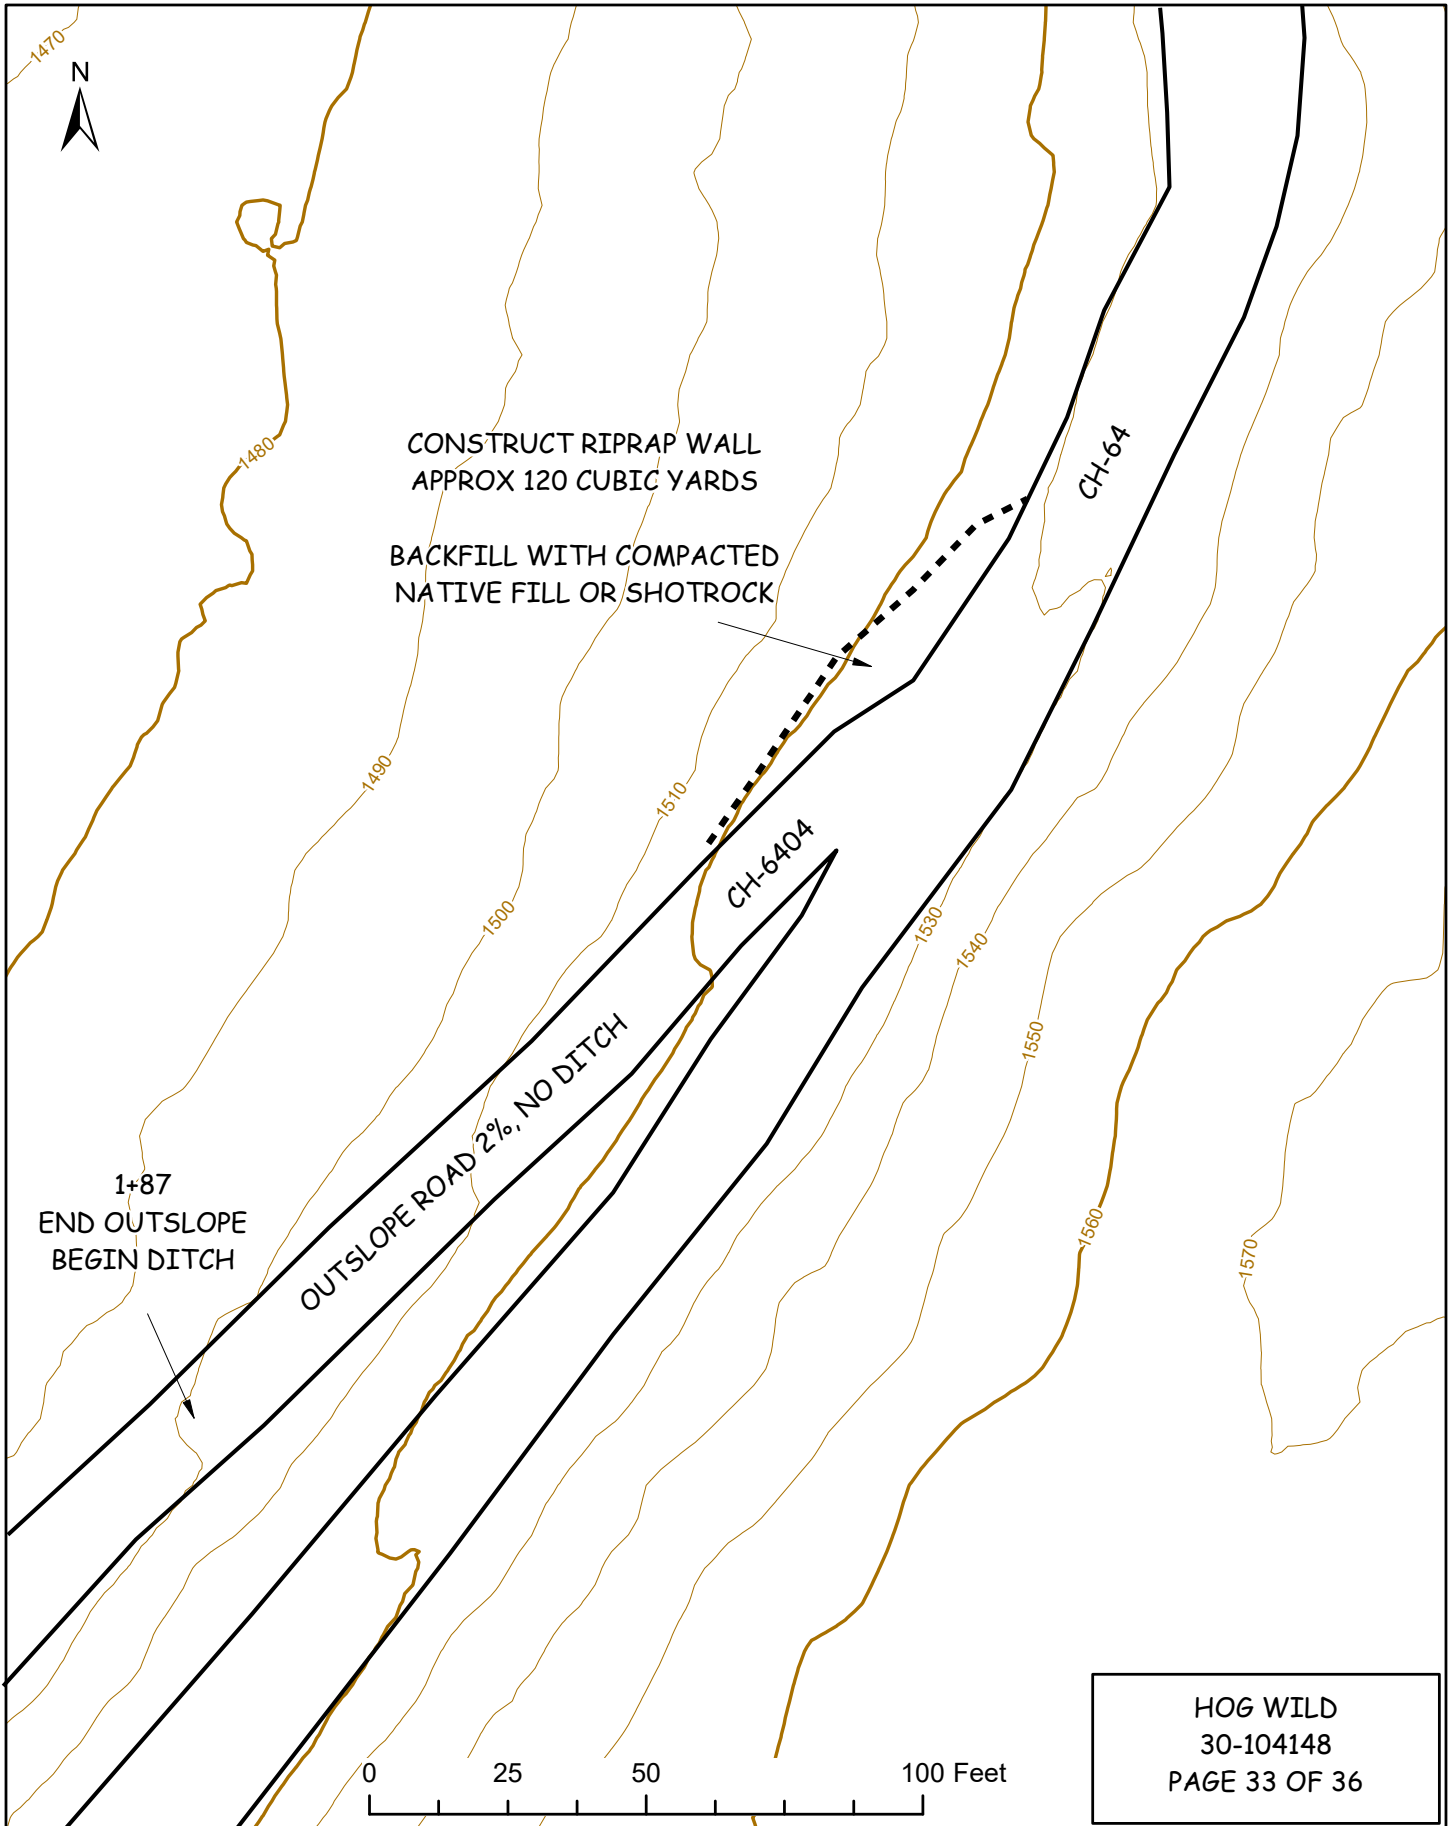 1470
N
1480
CONSTRUCT RIPRAP WALL
APPROX 120 CUBIC YARDS
BACKFILL WITH COMPACTED
NATIVE FILL OR SHOTROCK
CH-64
1490
1510
CH-6404
1500
1530
1540
1550
OUTSLOPE ROAD 2%, NO DITCH
1+87
END OUTSLOPE
BEGIN DITCH
1560
1570
0 25 50 100 Feet
HOG WILD
30-104148
PAGE 33 OF 36